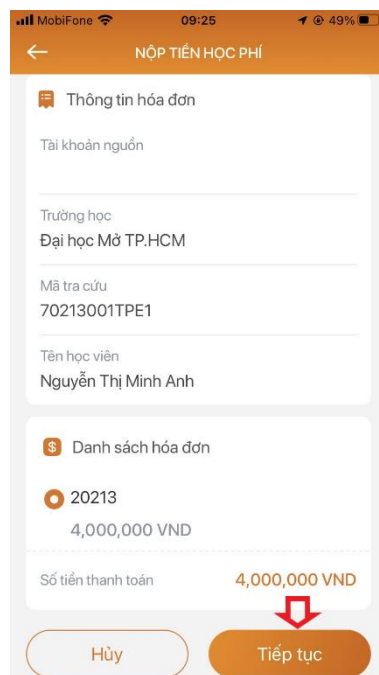 MobiFone 09:25 49%
NỘP TIỀN HỌC PHÍ
Thông tin hóa đơn
Tài khoản nguồn
Trường học
Đại học Mở TP.HCM
Mã tra cứu
70213001TPE1
Tên học viên
Nguyễn Thị Minh Anh
$ Danh sách hóa đơn
20213
4,000,000 VND
Số tiền thanh toán 4,000,000 VND
Hủy Tiếp tục